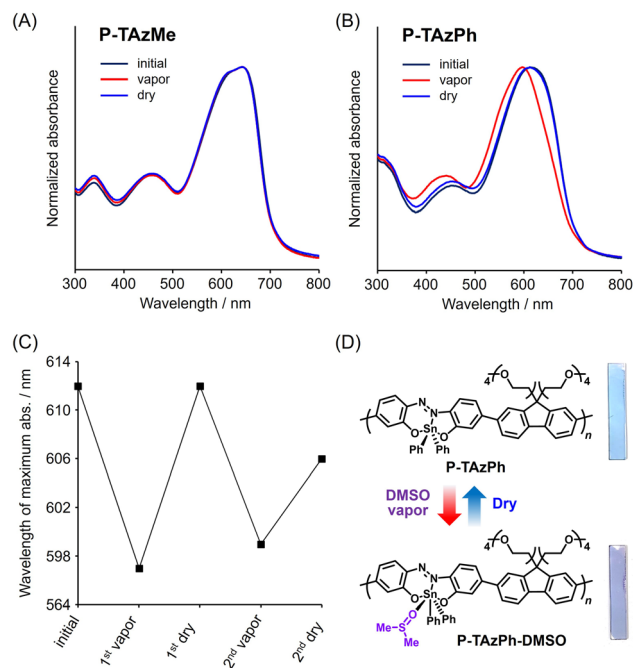 (A)
P-TAzMe
initial
vapor
dry
Normalized absorbance
300 400 500 600 700 800
Wavelength / nm
(B)
P-TAzPh
initial
vapor
dry
Normalized absorbance
300 400 500 600 700 800
Wavelength / nm
(C)
Wavelength of maximum abs. / nm
614
610
606
602
598
564
initial
1st vapor
1st dry
2nd vapor
2nd dry
(D)
4 O O 4
N N
O Sn O
Ph Ph
n
P-TAzPh
DMSO
vapor
Dry
4 O O 4
N N
O Sn O
O PhPh
Me S
Me
n
P-TAzPh-DMSO